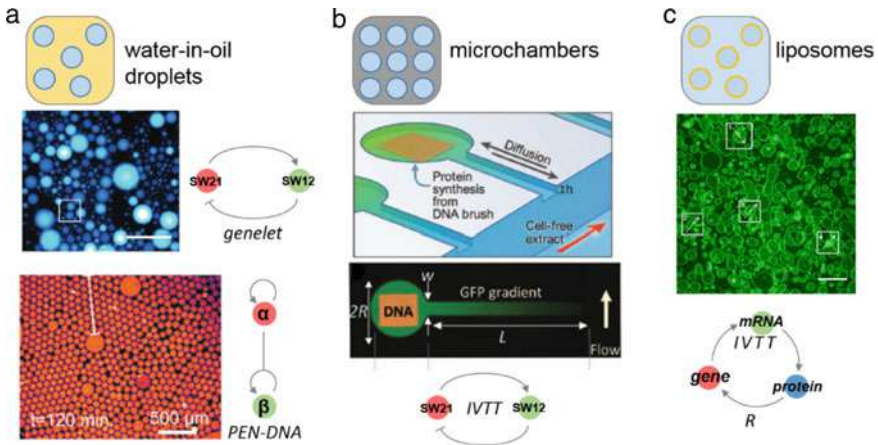 a
water-in-oil
droplets
SW21
SW12
genelet
α
β
PEN-DNA
t=120 min
500 µm
b
microchambers
Diffusion
Protein
synthesis
from
DNA brush
h
Cell-free
extract
2R
DNA
w
GFP gradient
L
Flow
SW21
IVTT
SW12
c
liposomes
mRNA
IVTT
gene
protein
R